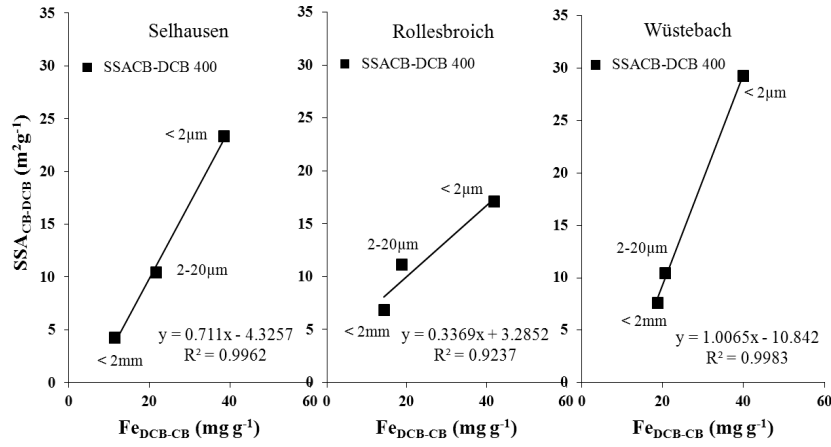 Selhausen
SSACB-DCB 400
SSA_CB-DCB (m²g⁻¹)
35
30
25
20
15
10
5
0
< 2µm
2-20µm
< 2mm
y = 0.711x - 4.3257
R² = 0.9962
0 20 40 60
Fe_DCB-CB (mg g⁻¹)
Rollesbroich
SSACB-DCB 400
35
30
25
20
15
10
5
0
< 2µm
2-20µm
< 2mm
y = 0.3369x + 3.2852
R² = 0.9237
0 20 40 60
Fe_DCB-CB (mg g⁻¹)
Wüstebach
SSACB-DCB 400
35
30
25
20
15
10
5
0
< 2µm
2-20µm
< 2mm
y = 1.0065x - 10.842
R² = 0.9983
0 20 40 60
Fe_DCB-CB (mg g⁻¹)